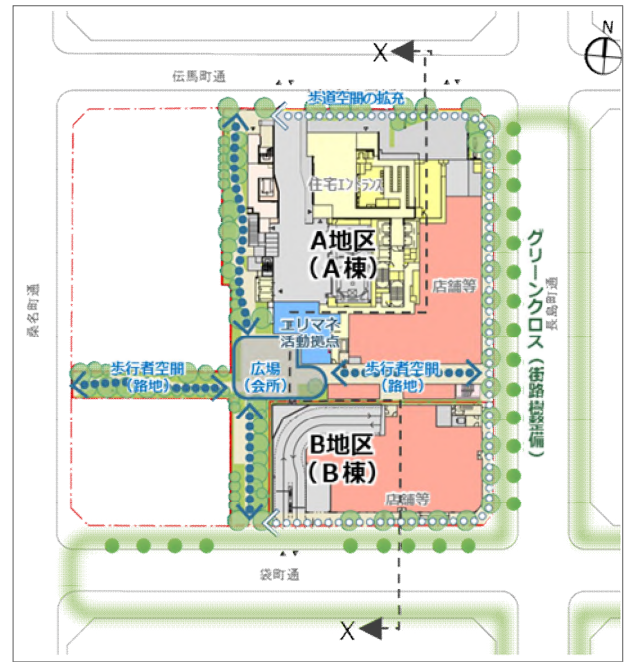 N
X
伝馬町通
歩道空間の拡充
住宅エントランス
A地区
(A棟)
店舗等
グリーンクロス(街路樹整備)
長島町通
桑名町通
エリマネ
活動拠点
歩行者空間
(路地)
広場
(会所)
歩行者空間
(路地)
B地区
(B棟)
店舗等
袋町通
X